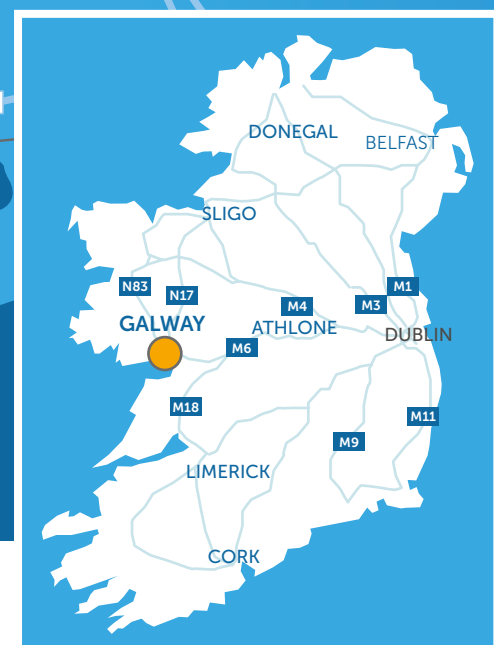 DONEGAL
BELFAST
SLIGO
N83
N17
M1
M3
M4
GALWAY
ATHLONE
DUBLIN
M6
M18
M11
M9
LIMERICK
CORK